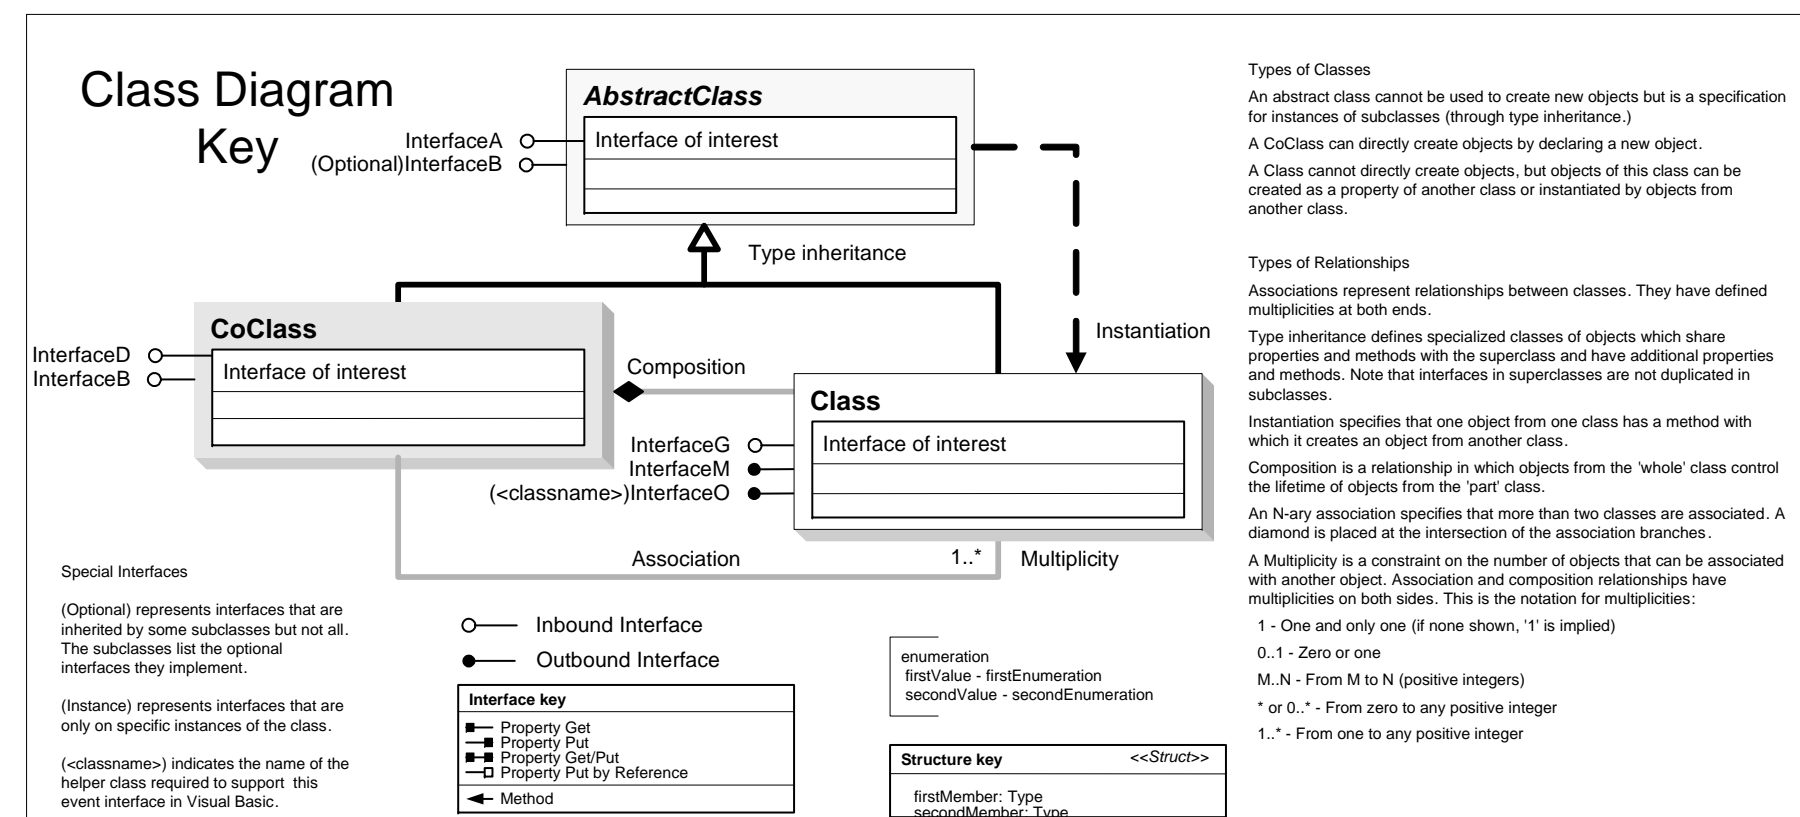 Class Diagram
Key
AbstractClass
Interface of interest
InterfaceA
(Optional)InterfaceB
Type inheritance
CoClass
Interface of interest
InterfaceD
InterfaceB
Composition
Instantiation
Class
Interface of interest
InterfaceG
InterfaceM
(<classname>)InterfaceO
Association
1..*
Multiplicity
Special Interfaces
(Optional) represents interfaces that are
inherited by some subclasses but not all.
The subclasses list the optional
interfaces they implement.
(Instance) represents interfaces that are
only on specific instances of the class.
(<classname>) indicates the name of the
helper class required to support this
event interface in Visual Basic.
Inbound Interface
Outbound Interface
Interface key
Property Get
Property Put
Property Get/Put
Property Put by Reference
Method
enumeration
firstValue - firstEnumeration
secondValue - secondEnumeration
Structure key
<<Struct>>
firstMember: Type
secondMember: Type
Types of Classes
An abstract class cannot be used to create new objects but is a specification
for instances of subclasses (through type inheritance.)
A CoClass can directly create objects by declaring a new object.
A Class cannot directly create objects, but objects of this class can be
created as a property of another class or instantiated by objects from
another class.
Types of Relationships
Associations represent relationships between classes. They have defined
multiplicities at both ends.
Type inheritance defines specialized classes of objects which share
properties and methods with the superclass and have additional properties
and methods. Note that interfaces in superclasses are not duplicated in
subclasses.
Instantiation specifies that one object from one class has a method with
which it creates an object from another class.
Composition is a relationship in which objects from the 'whole' class control
the lifetime of objects from the 'part' class.
An N-ary association specifies that more than two classes are associated. A
diamond is placed at the intersection of the association branches.
A Multiplicity is a constraint on the number of objects that can be associated
with another object. Association and composition relationships have
multiplicities on both sides. This is the notation for multiplicities:
1 - One and only one (if none shown, '1' is implied)
0..1 - Zero or one
M..N - From M to N (positive integers)
* or 0..* - From zero to any positive integer
1..* - From one to any positive integer